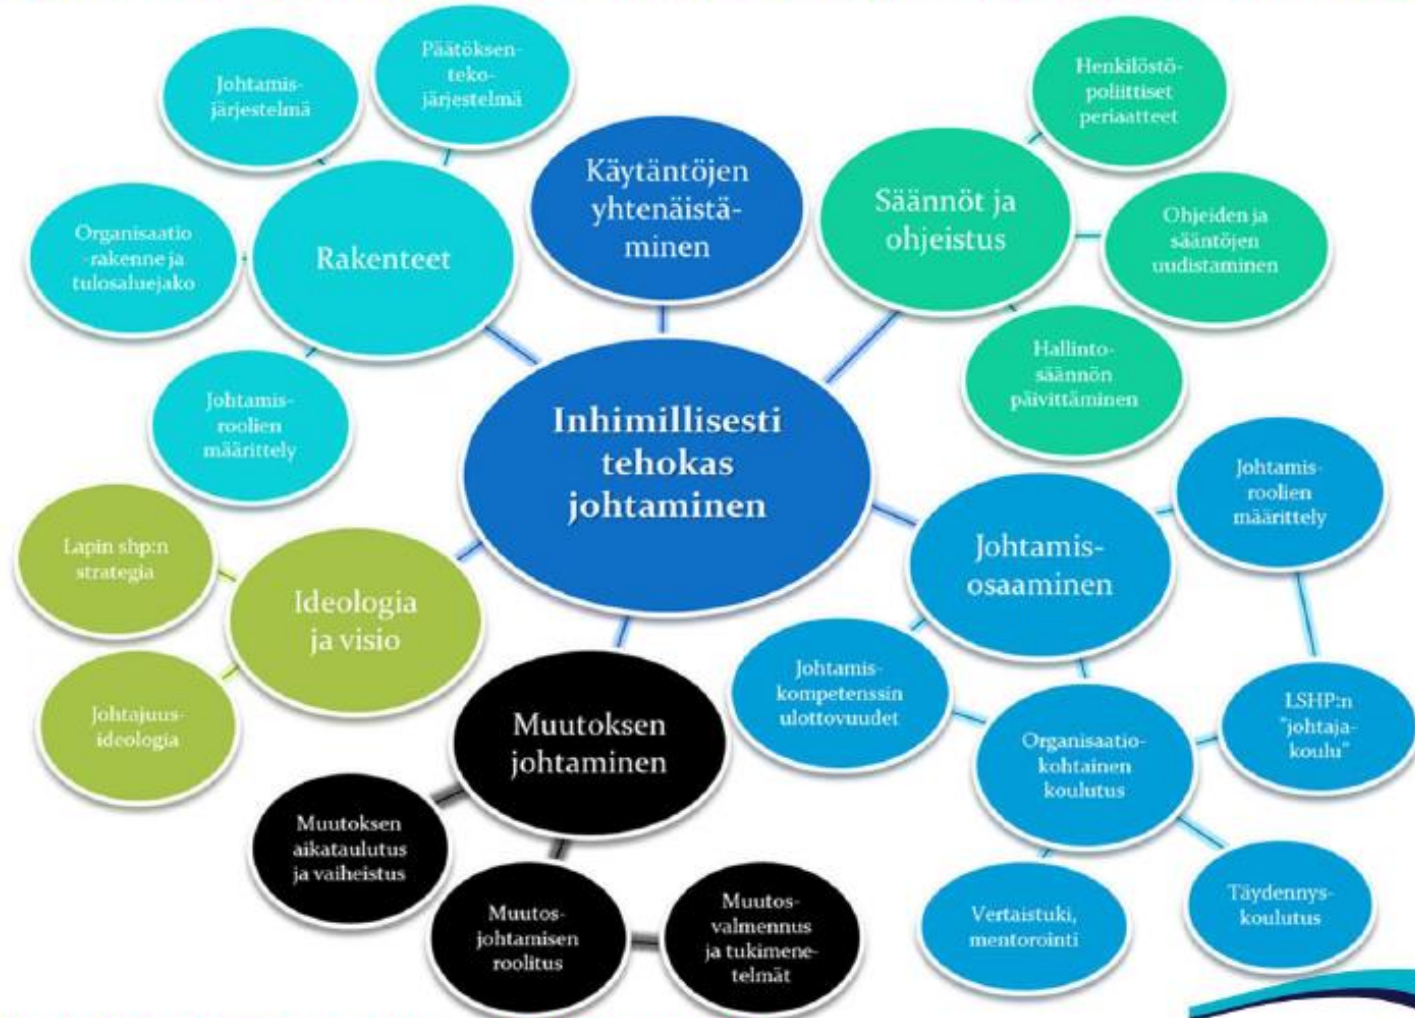 Päätöksen-
teko-
järjestelmä
Johtamis-
järjestelmä
Organisaatio
-rakenne ja
tulosaluejako
Rakenteet
Johtamis-
roolien
määrittely
Käytäntöjen
yhtenäistä-
minen
Säännöt ja
ohjeistus
Henkilöstö-
poliittiset
periaatteet
Ohjeiden ja
sääntöjen
uudistaminen
Hallinto-
säännön
päivittäminen
Inhimillisesti
tehokas
johtaminen
Johtamis-
osaaminen
Johtamis-
roolien
määrittely
Johtamis-
kompetenssin
ulottovuudet
Organisaatio-
kohtainen
koulutus
LSHP:n
"johtaja-
koulu"
Vertaistuki,
mentorointi
Täydennys-
koulutus
Lapin shp:n
strategia
Ideologia
ja visio
Johtajuus-
ideologia
Muutoksen
johtaminen
Muutoksen
aikataulutus
ja vaiheistus
Muutos-
johtamisen
roolitus
Muutos-
valmennus
ja tukimene-
telmät